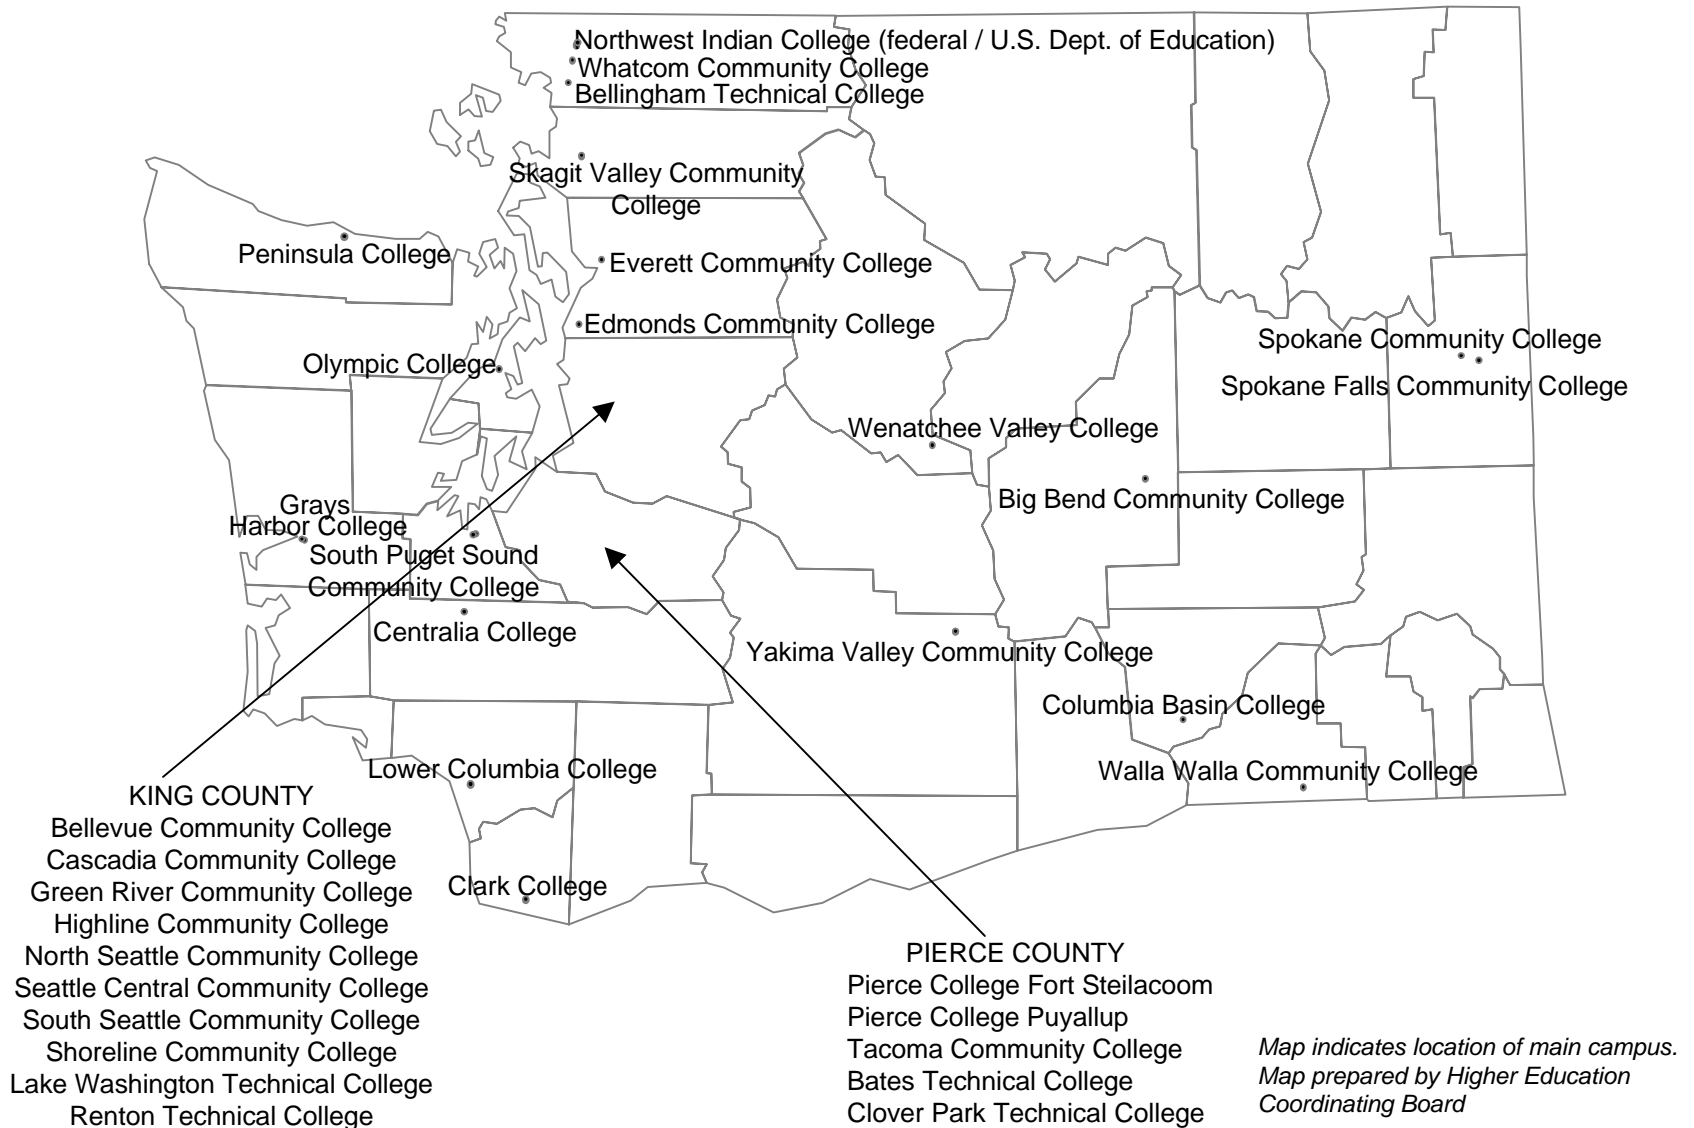 Northwest Indian College (federal / U.S. Dept. of Education)
Whatcom Community College
Bellingham Technical College
Skagit Valley Community
College
Peninsula College
Everett Community College
Edmonds Community College
Olympic College
Spokane Community College
Spokane Falls Community College
Wenatchee Valley College
Big Bend Community College
Grays
Harbor College
South Puget Sound
Community College
Centralia College
Yakima Valley Community College
Columbia Basin College
Lower Columbia College
Walla Walla Community College
Clark College
KING COUNTY
Bellevue Community College
Cascadia Community College
Green River Community College
Highline Community College
North Seattle Community College
Seattle Central Community College
South Seattle Community College
Shoreline Community College
Lake Washington Technical College
Renton Technical College
PIERCE COUNTY
Pierce College Fort Steilacoom
Pierce College Puyallup
Tacoma Community College
Bates Technical College
Clover Park Technical College
Map indicates location of main campus.
Map prepared by Higher Education
Coordinating Board